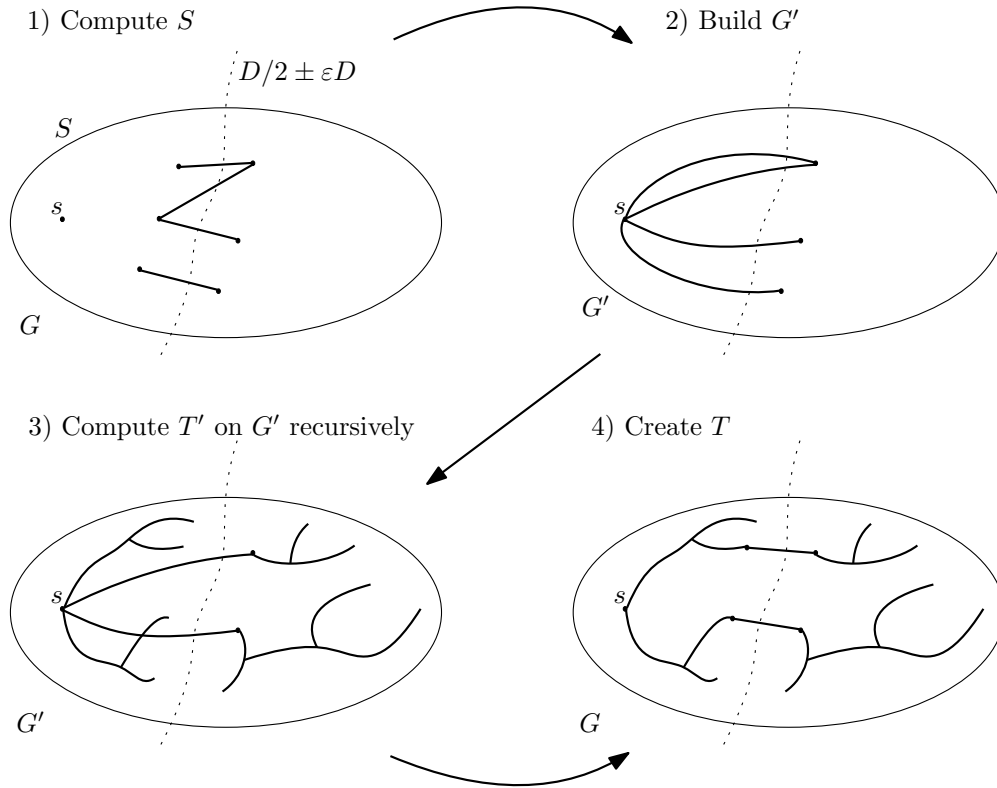 1) Compute S
2) Build G′
D/2 ± εD
S
s
s
G
G′
3) Compute T′ on G′ recursively
4) Create T
s
s
G′
G